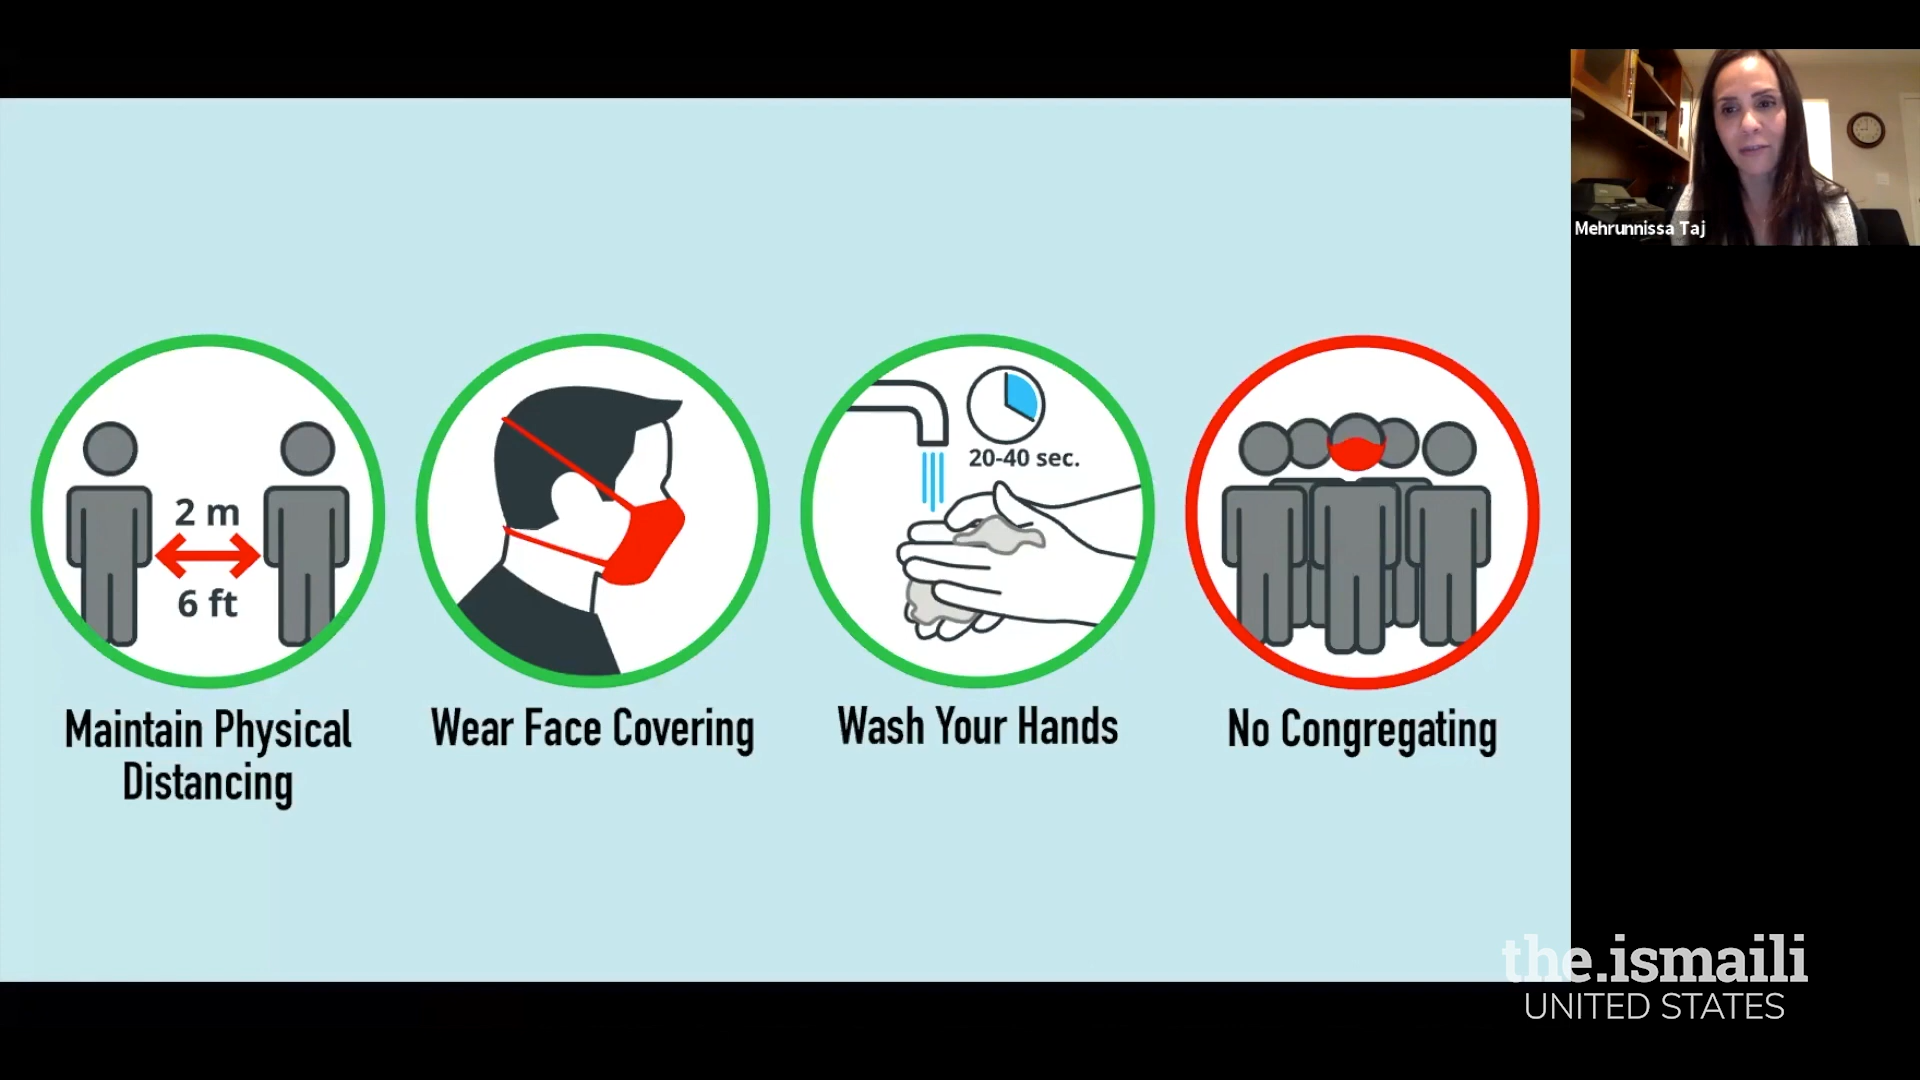 2 m
6 ft
Maintain Physical
Distancing
Wear Face Covering
20-40 sec.
Wash Your Hands
No Congregating
Mehrunnissa Taj
the.ismaili
UNITED STATES